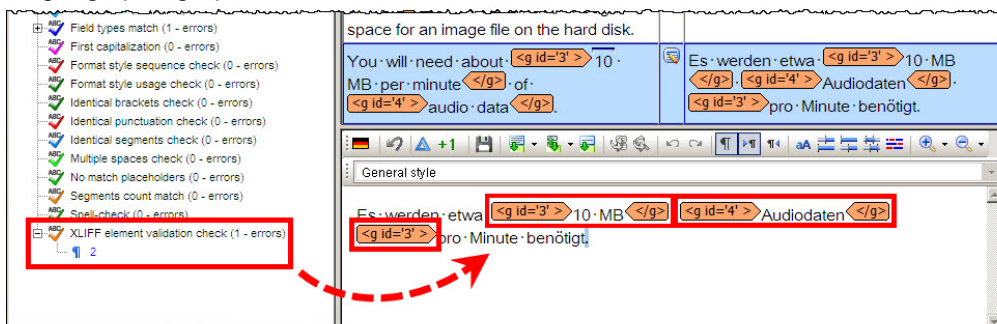 Field types match (1 - errors)
First capitalization (0 - errors)
Format style sequence check (0 - errors)
Format style usage check (0 - errors)
Identical brackets check (0 - errors)
Identical punctuation check (0 - errors)
Identical segments check (0 - errors)
Multiple spaces check (0 - errors)
No match placeholders (0 - errors)
Segments count match (0 - errors)
Spell-check (0 - errors)
XLIFF element validation check (1 - errors)
¶ 2
space for an image file on the hard disk.
You·will·need·about·<g id='3' >10·
MB·per·minute</g>·of·
<g id='4' >audio·data</g>.
Es·werden·etwa·<g id='3' >10·MB
</g>·<g id='4' >Audiodaten</g>·
<g id='3' >pro·Minute·benötigt.
+1
General style
Es·werden·etwa·<g id='3' >10·MB</g>·<g id='4' >Audiodaten</g>
<g id='3' >pro·Minute·benötigt.